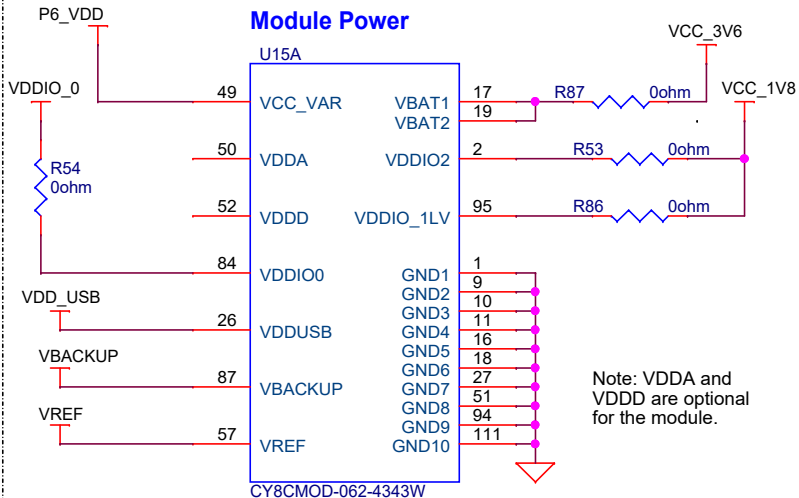 P6_VDD
Module Power
VCC_3V6
U15A
VDDIO_0
49
VCC_VAR
VBAT1
17
R87
0ohm
VCC_1V8
VBAT2
19
50
VDDA
VDDIO2
2
R53
0ohm
R54
0ohm
52
VDDD
VDDIO_1LV
95
R86
0ohm
84
VDDIO0
GND1
1
GND2
9
VDD_USB
GND3
10
26
VDDUSB
GND4
11
GND5
16
VBACKUP
GND6
18
87
VBACKUP
GND7
27
GND8
51
VREF
GND9
94
57
VREF
GND10
111
Note: VDDA and
VDDD are optional
for the module.
CY8CMOD-062-4343W